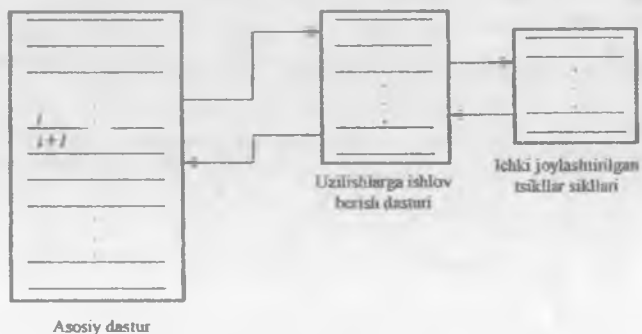 i
i+1
Uzilishlarga ishlov
berish dasturi
Ichki joylashtirilgan
tsikllar sikllari
Asosiy dastur